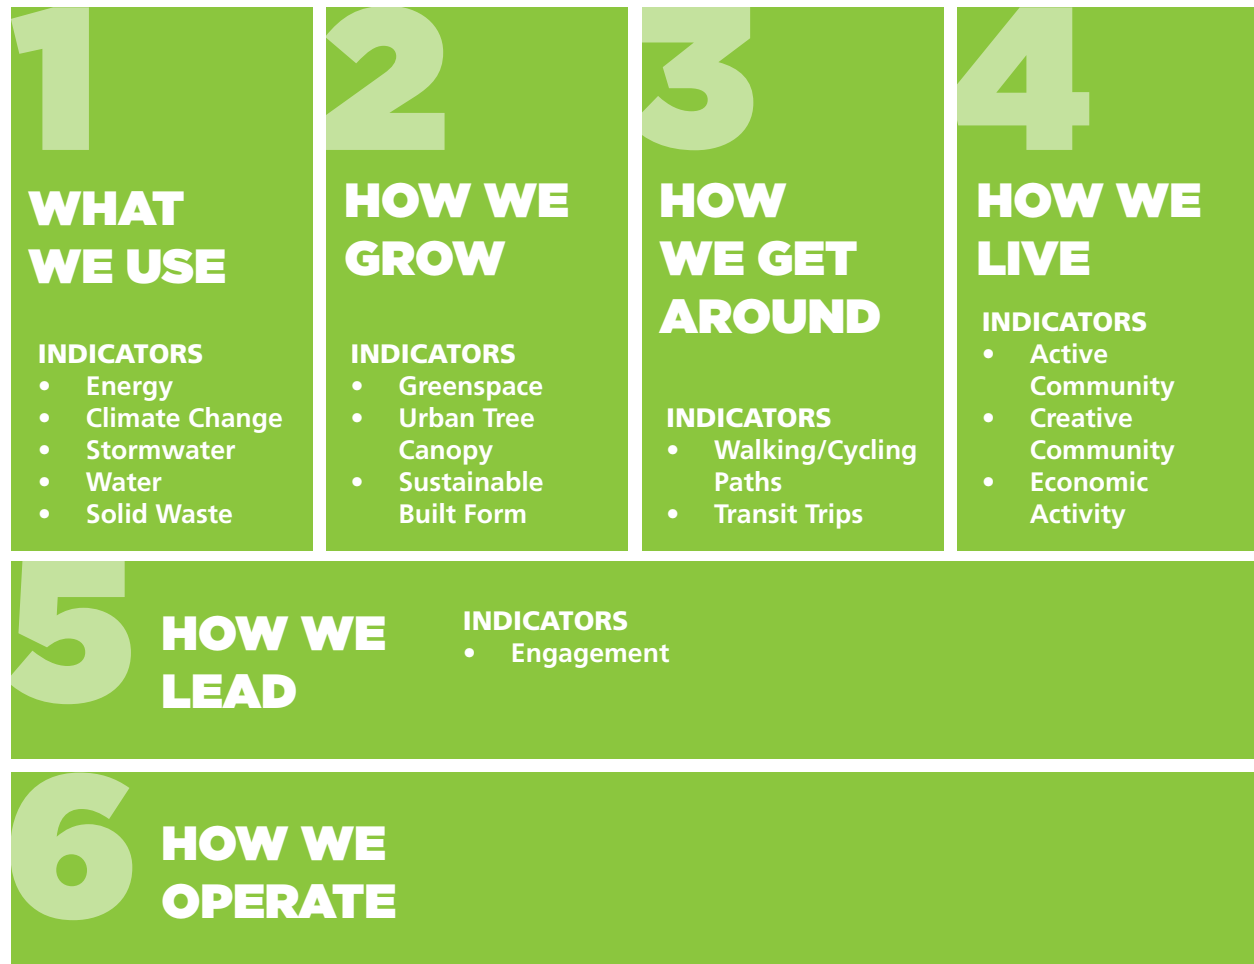 1
WHAT
WE USE
INDICATORS
• Energy
• Climate Change
• Stormwater
• Water
• Solid Waste
2
HOW WE
GROW
INDICATORS
• Greenspace
• Urban Tree
Canopy
• Sustainable
Built Form
3
HOW
WE GET
AROUND
INDICATORS
• Walking/Cycling
Paths
• Transit Trips
4
HOW WE
LIVE
INDICATORS
• Active
Community
• Creative
Community
• Economic
Activity
5
HOW WE
LEAD
INDICATORS
• Engagement
6
HOW WE
OPERATE